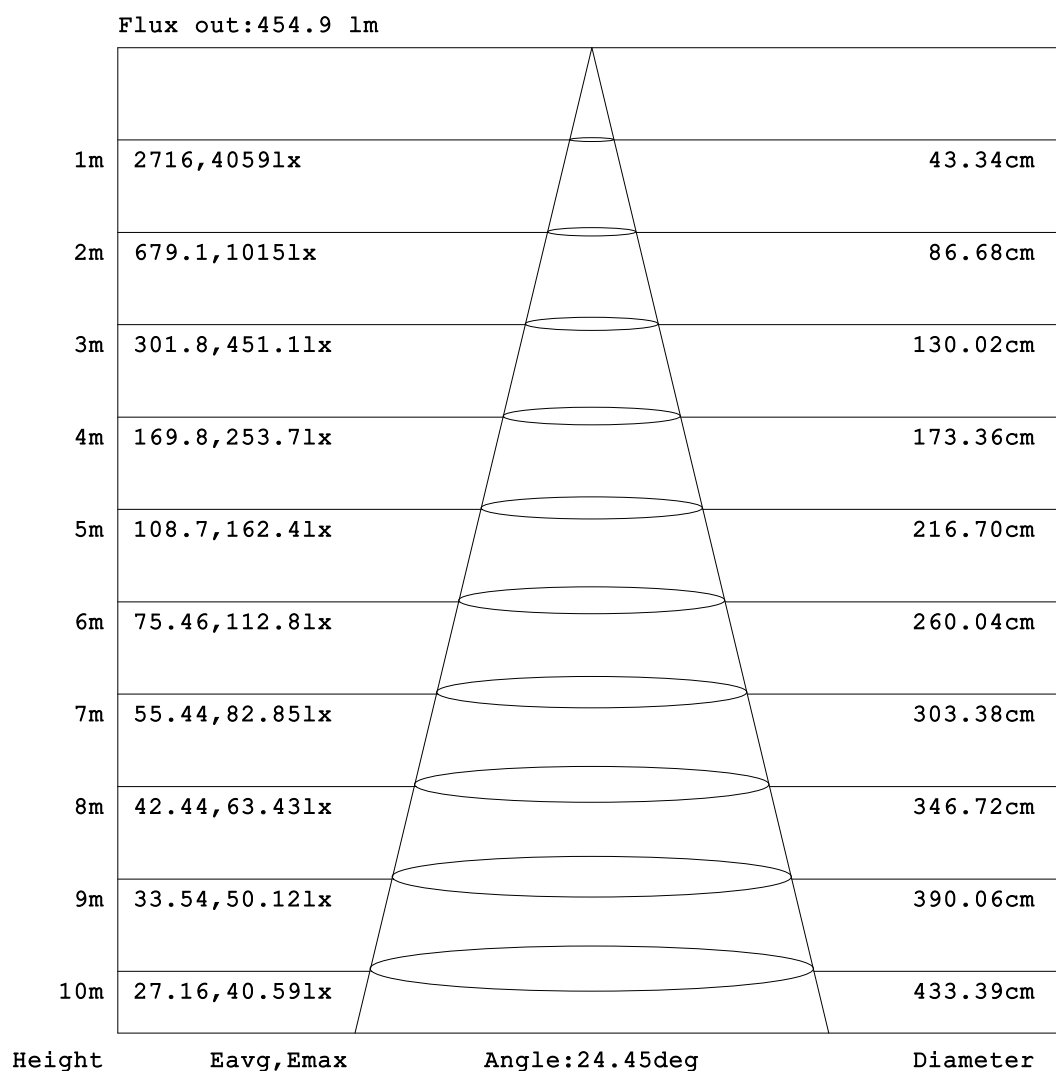 Flux out:454.9 lm
1m 2716,4059lx 43.34cm
2m 679.1,1015lx 86.68cm
3m 301.8,451.1lx 130.02cm
4m 169.8,253.7lx 173.36cm
5m 108.7,162.4lx 216.70cm
6m 75.46,112.8lx 260.04cm
7m 55.44,82.85lx 303.38cm
8m 42.44,63.43lx 346.72cm
9m 33.54,50.12lx 390.06cm
10m 27.16,40.59lx 433.39cm
Height Eavg,Emax Angle:24.45deg Diameter